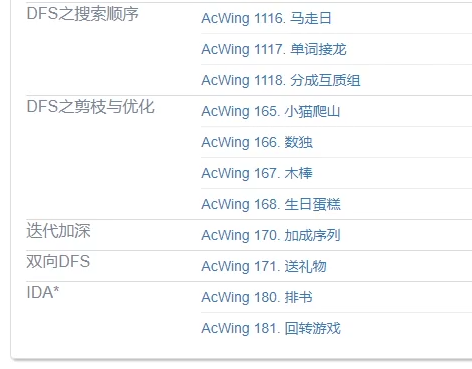 DFS之搜索顺序
AcWing 1116. 马走日
AcWing 1117. 单词接龙
AcWing 1118. 分成互质组
DFS之剪枝与优化
AcWing 165. 小猫爬山
AcWing 166. 数独
AcWing 167. 木棒
AcWing 168. 生日蛋糕
迭代加深
AcWing 170. 加成序列
双向DFS
AcWing 171. 送礼物
IDA*
AcWing 180. 排书
AcWing 181. 回转游戏